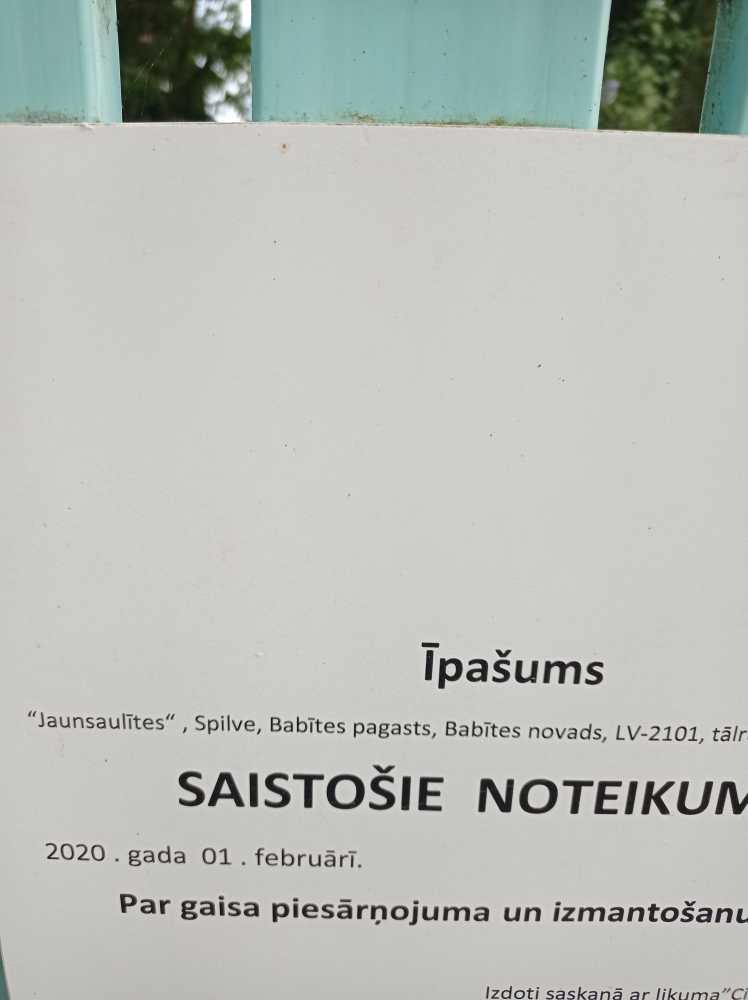 Īpašums
“Jaunsaulītes“ , Spilve, Babītes pagasts, Babītes novads, LV-2101,
SAISTOŠIE NOTEIKUM
2020 . gada 01 . februārī.
Par gaisa piesārņojuma un izmantošanu
Izdoti saskaņā ar likuma”Ci